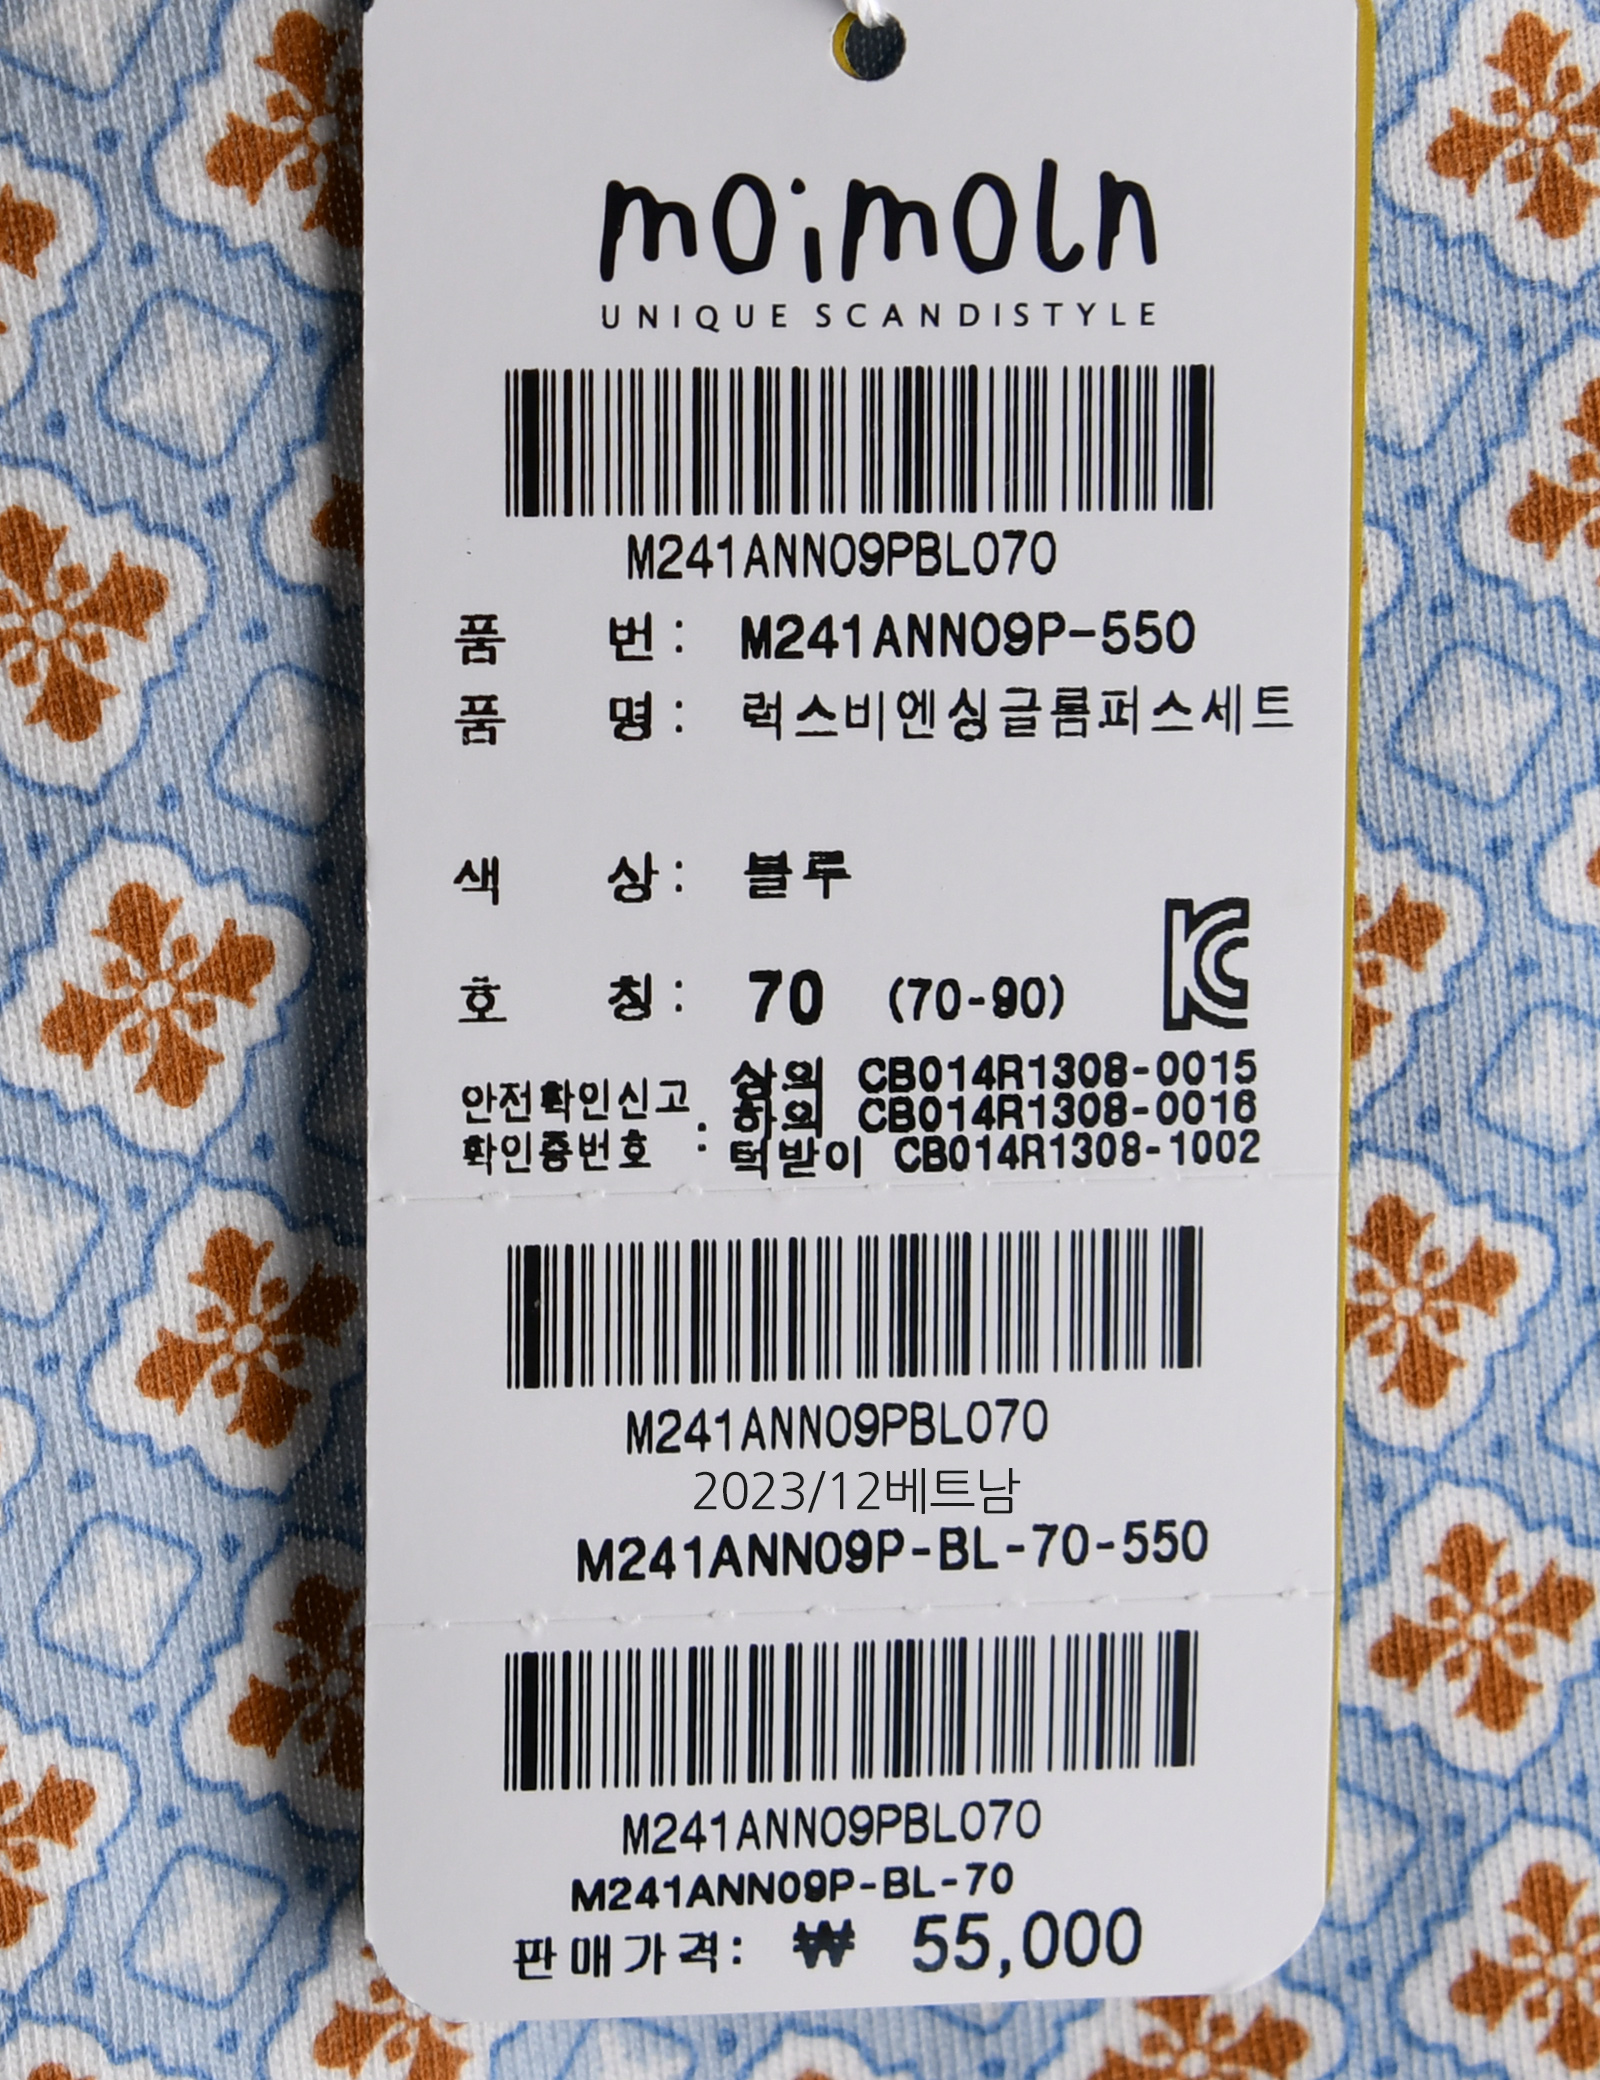 moimoln
UNIQUE SCANDISTYLE
M241ANN09PBL070
품 번 : M241ANN09P-550
품 명 : 럭스비엔싱글롬퍼스세트
색 상 : 블루
호 칭 : 70 (70-90)
KC
안전확인신고 확인증번호 : 상의 CB014R1308-0015
하의 CB014R1308-0016
턱받이 CB014R1308-1002
M241ANN09PBL070
2023/12베트남
M241ANN09P-BL-70-550
M241ANN09PBL070
M241ANN09P-BL-70
판매가격: ₩ 55,000